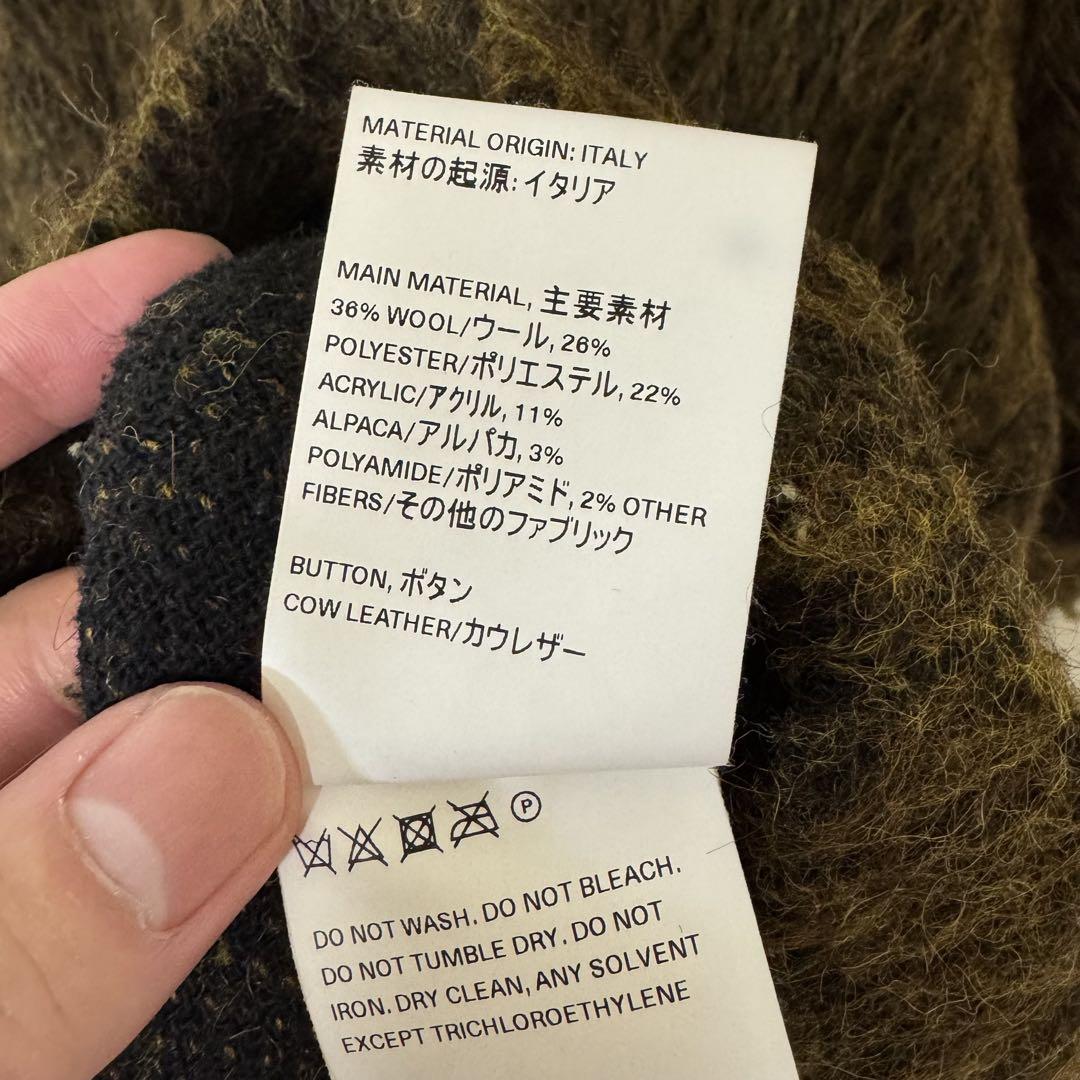 MATERIAL ORIGIN: ITALY
素材の起源: イタリア
MAIN MATERIAL, 主要素材
36% WOOL/ウール, 26%
POLYESTER/ポリエステル, 22%
ACRYLIC/アクリル, 11%
ALPACA/アルパカ, 3%
POLYAMIDE/ポリアミド, 2% OTHER
FIBERS/その他のファブリック
BUTTON, ボタン
COW LEATHER/カウレザー
P
DO NOT WASH. DO NOT BLEACH.
DO NOT TUMBLE DRY. DO NOT
IRON. DRY CLEAN, ANY SOLVENT
EXCEPT TRICHLOROETHYLENE